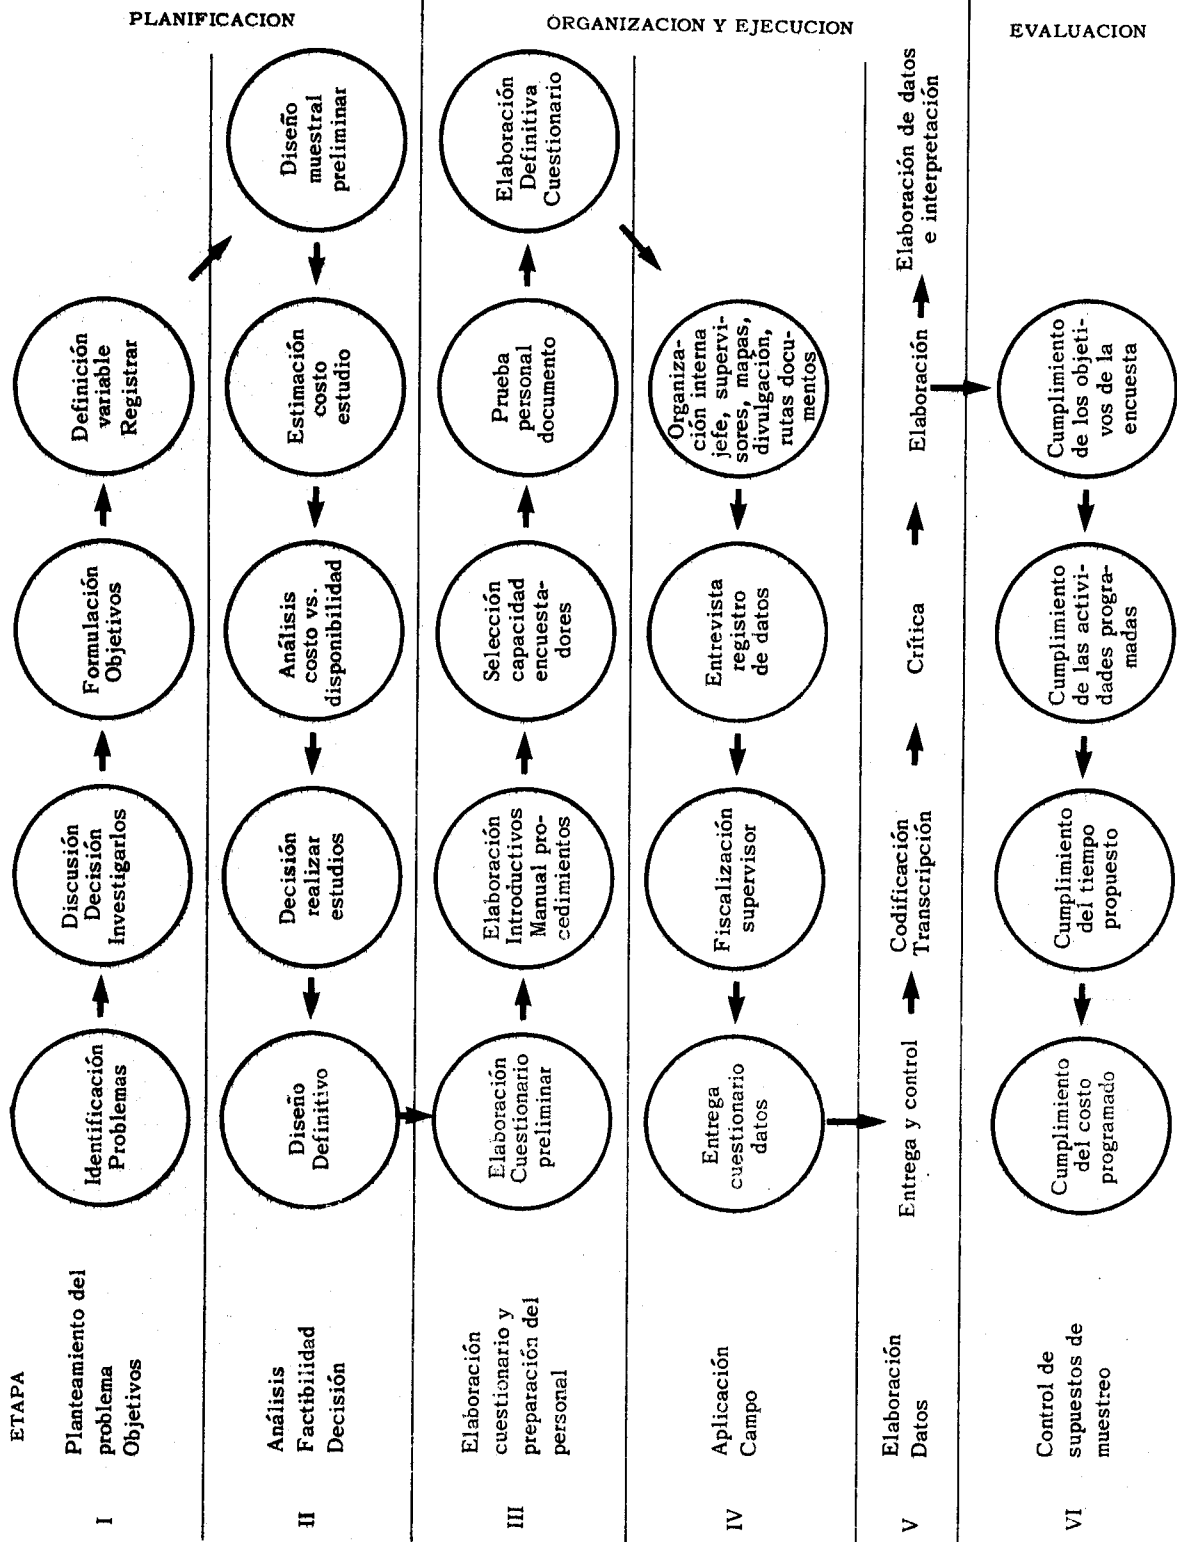 PLANIFICACION
ORGANIZACION Y EJECUCION
EVALUACION
ETAPA
I
Planteamiento del
problema
Objetivos
Identificación
Problemas
Discusión
Decisión
Investigarlos
Formulación
Objetivos
Definición
variable
Registrar
II
Análisis
Factibilidad
Decisión
Diseño
muestral
preliminar
Estimación
costo
estudio
Análisis
costo vs.
disponibilidad
Decisión
realizar
estudios
Diseño
Definitivo
III
Elaboración
cuestionario y
preparación del
personal
Elaboración
Cuestionario
preliminar
Elaboración
Introductivos
Manual pro-
cedimientos
Selección
capacidad
encuesta-
dores
Prueba
personal
documento
Elaboración
Definitiva
Cuestionario
IV
Aplicación
Campo
Organiza-
ción interna
jefe, supervi-
sores, mapas,
divulgación,
rutas docu-
mentos
Entrevista
registro
de datos
Fiscalización
supervisor
Entrega
cuestionario
datos
V
Elaboración
Datos
Entrega y control
Codificación
Transcripción
Crítica
Elaboración
Elaboración de datos
e interpretación
VI
Control de
supuestos de
muestreo
Cumplimiento
de los objeti-
vos de la
encuesta
Cumplimiento
de las activi-
dades progra-
madas
Cumplimiento
del tiempo
propuesto
Cumplimiento
del costo
programado